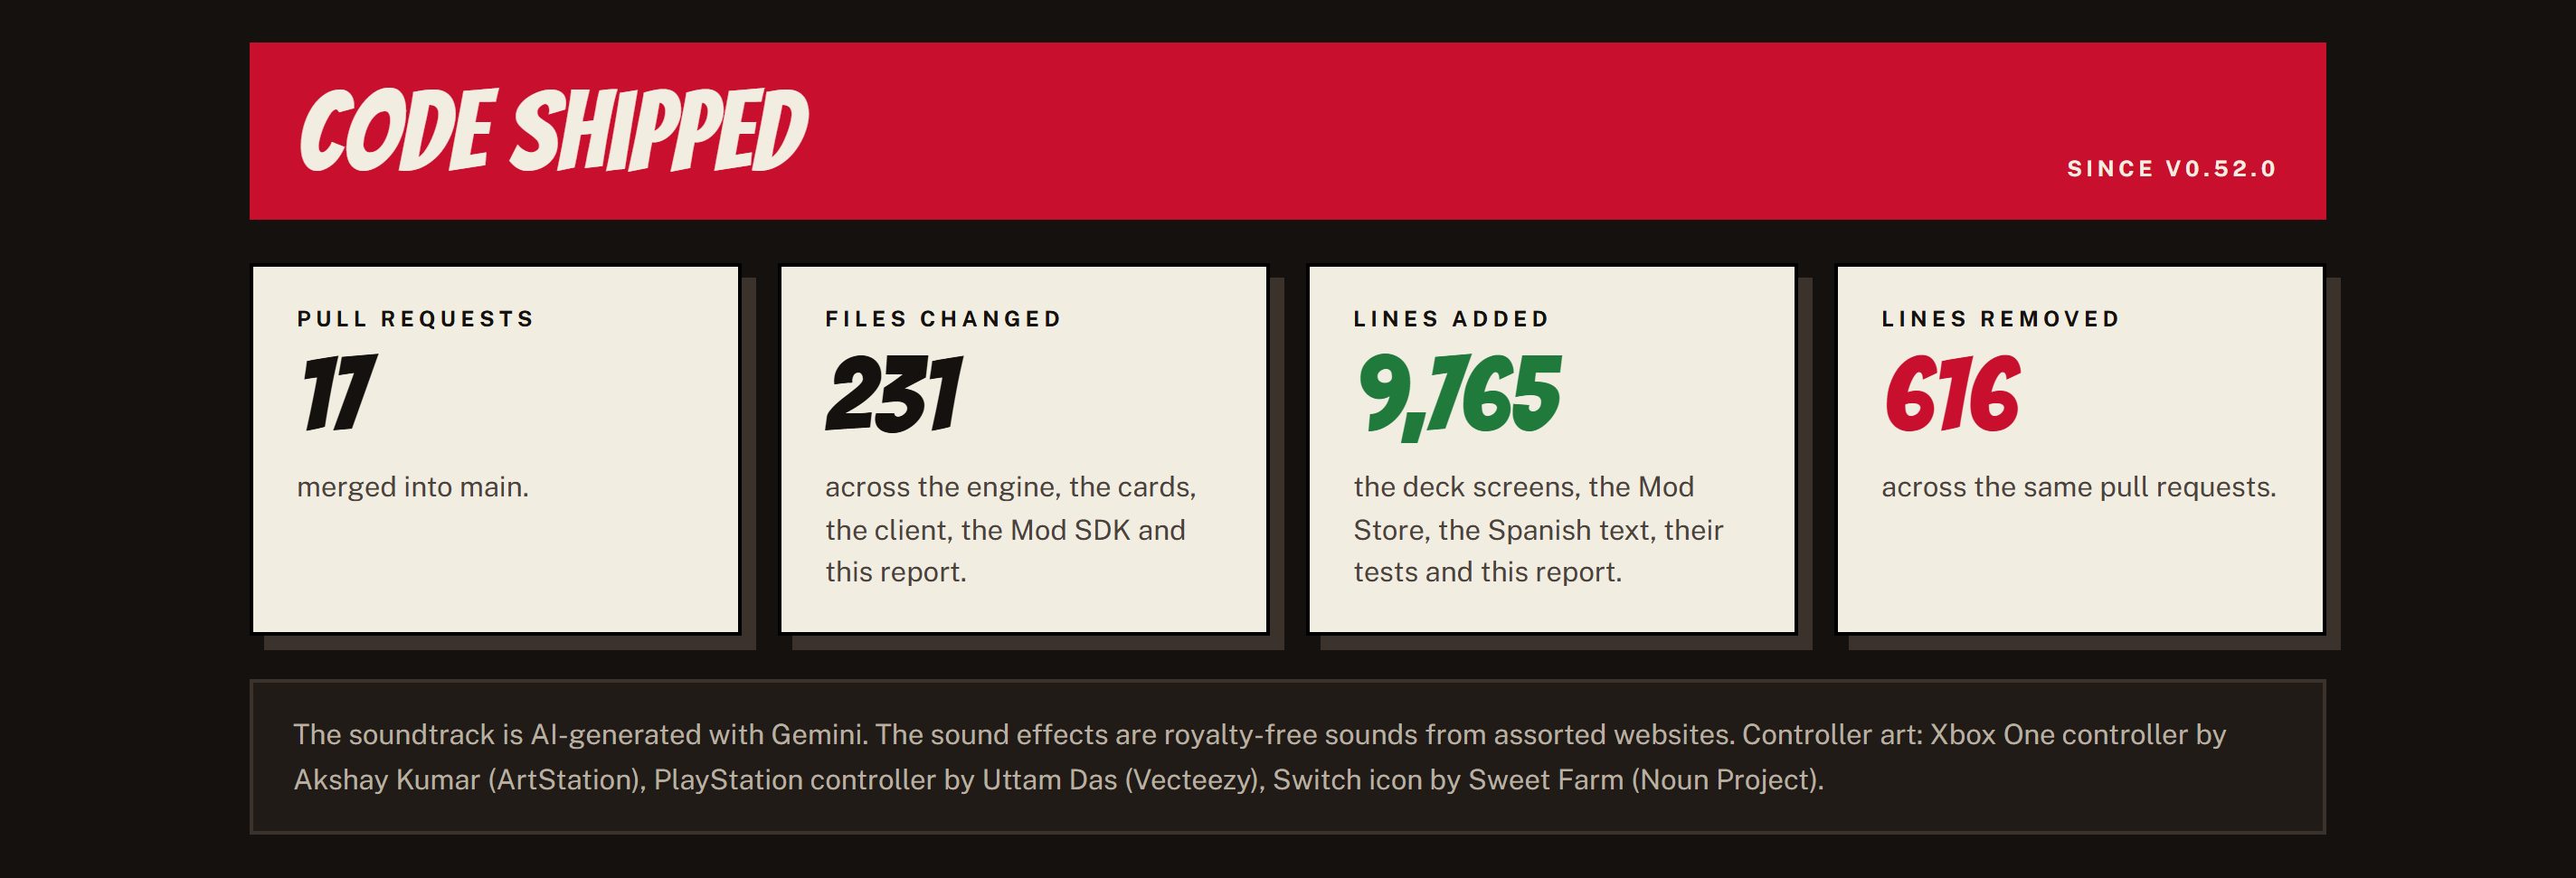 CODE SHIPPED
SINCE V0.52.0
PULL REQUESTS
17
merged into main.
FILES CHANGED
231
across the engine, the cards,
the client, the Mod SDK and
this report.
LINES ADDED
9,765
the deck screens, the Mod
Store, the Spanish text, their
tests and this report.
LINES REMOVED
616
across the same pull requests.
The soundtrack is AI-generated with Gemini. The sound effects are royalty-free sounds from assorted websites. Controller art: Xbox One controller by
Akshay Kumar (ArtStation), PlayStation controller by Uttam Das (Vecteezy), Switch icon by Sweet Farm (Noun Project).